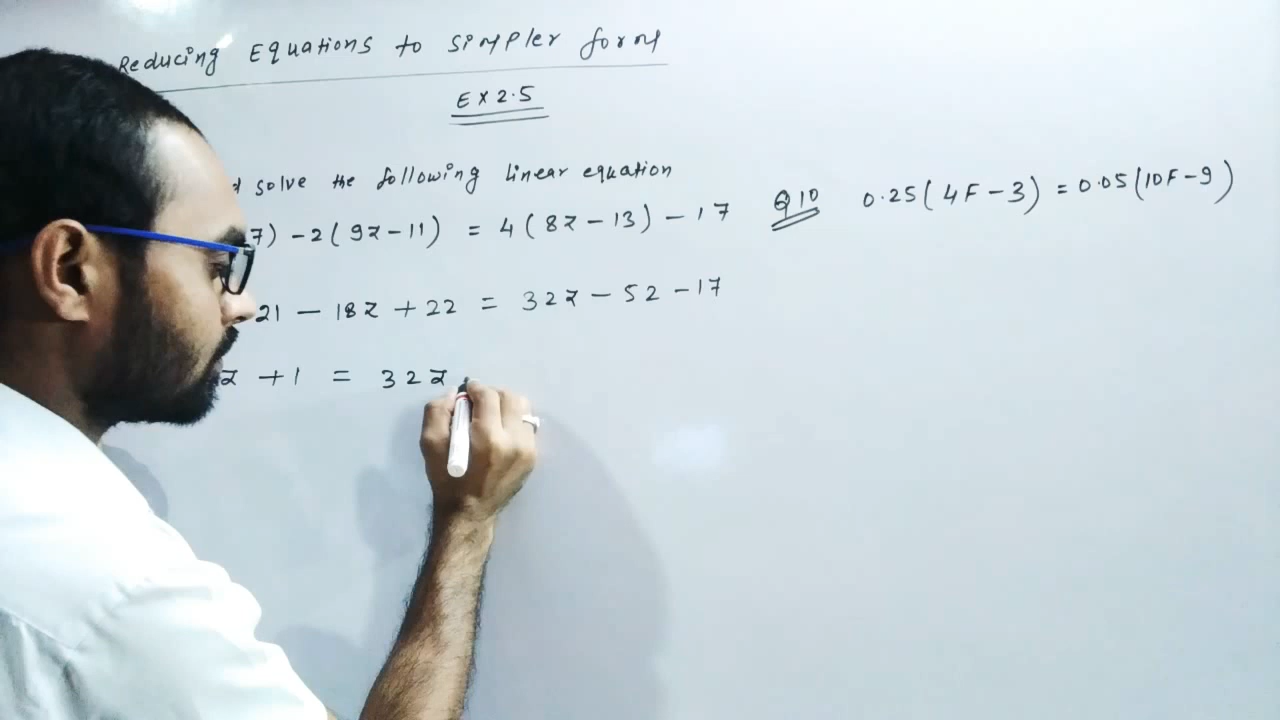 Reducing Equations to simpler form
EX 2.5
solve the following linear equation
7) - 2(9z - 11) = 4(8z - 13) - 17
21 - 18z + 22 = 32z - 52 - 17
z + 1 = 32z
Q10 0.25(4F - 3) = 0.05(10F - 9)